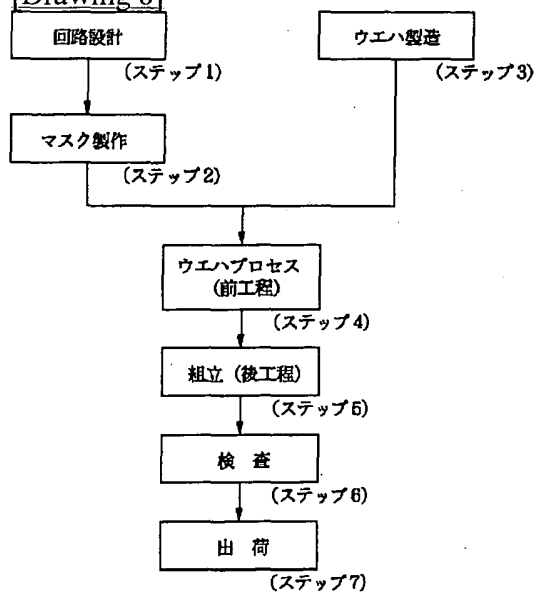 Drawing 6
回路設計
(ステップ1)
ウエハ製造
(ステップ3)
マスク製作
(ステップ2)
ウエハプロセス
(前工程)
(ステップ4)
組立 (後工程)
(ステップ5)
検 査
(ステップ6)
出 荷
(ステップ7)